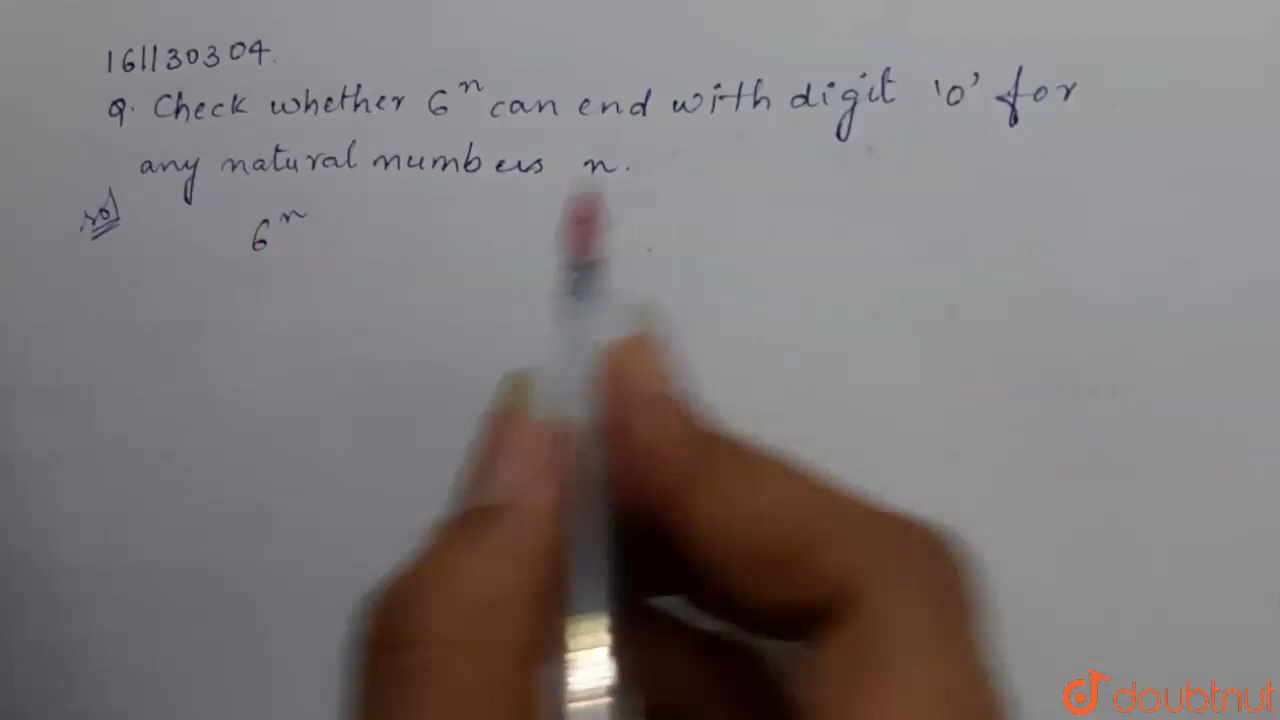 161130304.
Q. Check whether 6ⁿ can end with digit '0' for
any natural numbers n.
sol
6ⁿ
doubtnut